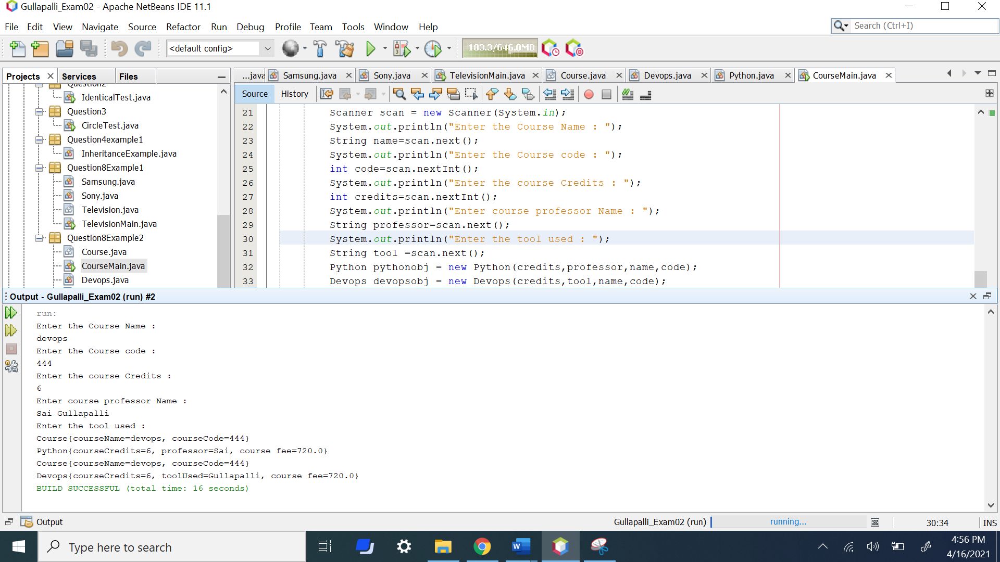 Gullapalli_Exam02 - Apache NetBeans IDE 11.1
File Edit View Navigate Source Refactor Run Debug Profile Team Tools Window Help
Search (Ctrl+I)
<default config>
183.3/646.0MB
Projects Services Files
...java Samsung.java Sony.java TelevisionMain.java Course.java Devops.java Python.java CourseMain.java
Source History
Question2
IdenticalTest.java
Question3
CircleTest.java
Question4example1
InheritanceExample.java
Question8Example1
Samsung.java
Sony.java
Television.java
TelevisionMain.java
Question8Example2
Course.java
CourseMain.java
Devops.java
21 Scanner scan = new Scanner(System.in);
22 System.out.println("Enter the Course Name : ");
23 String name=scan.next();
24 System.out.println("Enter the Course code : ");
25 int code=scan.nextInt();
26 System.out.println("Enter the course Credits : ");
27 int credits=scan.nextInt();
28 System.out.println("Enter course professor Name : ");
29 String professor=scan.next();
30 System.out.println("Enter the tool used : ");
31 String tool =scan.next();
32 Python pythonobj = new Python(credits,professor,name,code);
33 Devops devopsobj = new Devops(credits,tool,name,code);
Output - Gullapalli_Exam02 (run) #2
run:
Enter the Course Name :
devops
Enter the Course code :
444
Enter the course Credits :
6
Enter course professor Name :
Sai Gullapalli
Enter the tool used :
Course{courseName=devops, courseCode=444}
Python{courseCredits=6, professor=Sai, course fee=720.0}
Course{courseName=devops, courseCode=444}
Devops{courseCredits=6, toolUsed=Gullapalli, course fee=720.0}
BUILD SUCCESSFUL (total time: 16 seconds)
Output
Gullapalli_Exam02 (run) running... 30:34 INS
Type here to search
4:56 PM
4/16/2021